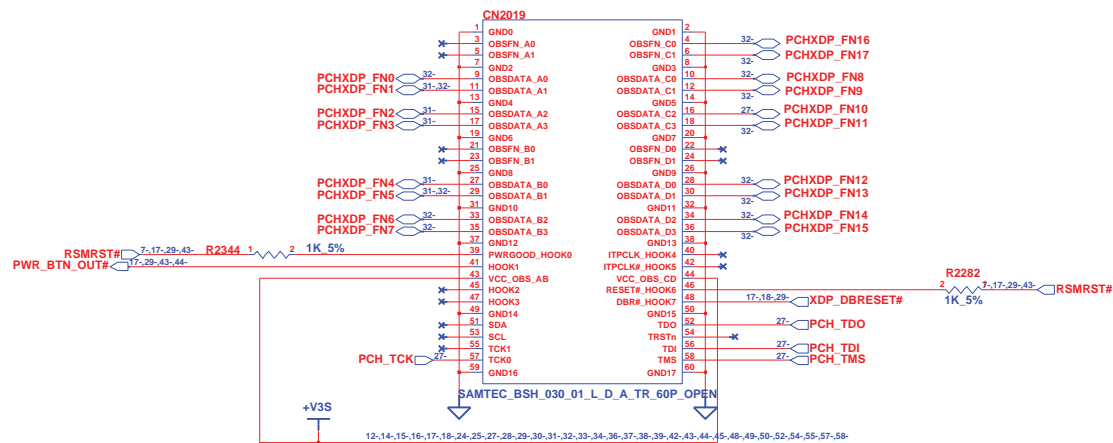 CN2019
1 GND0 GND1 2
3 OBSFN_A0 OBSFN_C0 4 32- PCHXDP_FN16
5 OBSFN_A1 OBSFN_C1 6 32- PCHXDP_FN17
7 GND2 GND3 8
PCHXDP_FN0 32- 9 OBSDATA_A0 OBSDATA_C0 10 32- PCHXDP_FN8
PCHXDP_FN1 31-,32- 11 OBSDATA_A1 OBSDATA_C1 12 32- PCHXDP_FN9
13 GND4 GND5 14
PCHXDP_FN2 31- 15 OBSDATA_A2 OBSDATA_C2 16 27- PCHXDP_FN10
PCHXDP_FN3 31- 17 OBSDATA_A3 OBSDATA_C3 18 32- PCHXDP_FN11
19 GND6 GND7 20
21 OBSFN_B0 OBSFN_D0 22
23 OBSFN_B1 OBSFN_D1 24
25 GND8 GND9 26
PCHXDP_FN4 31- 27 OBSDATA_B0 OBSDATA_D0 28 32- PCHXDP_FN12
PCHXDP_FN5 31-,32- 29 OBSDATA_B1 OBSDATA_D1 30 32- PCHXDP_FN13
31 GND10 GND11 32
PCHXDP_FN6 32- 33 OBSDATA_B2 OBSDATA_D2 34 32- PCHXDP_FN14
PCHXDP_FN7 32- 35 OBSDATA_B3 OBSDATA_D3 36 32- PCHXDP_FN15
37 GND12 GND13 38
RSMRST# 7-,17-,29-,43- R2344 1 2 1K_5% 39 PWRGOOD_HOOK0 ITPCLK_HOOK4 40
PWR_BTN_OUT# 17-,29-,43-,44- 41 HOOK1 ITPCLK#_HOOK5 42
43 VCC_OBS_AB VCC_OBS_CD 44
45 HOOK2 RESET#_HOOK6 46 R2282 2 1 1K_5% 7-,17-,29-,43- RSMRST#
47 HOOK3 DBR#_HOOK7 48 17-,18-,29- XDP_DBRESET#
49 GND14 GND15 50
51 SDA TDO 52 27- PCH_TDO
53 SCL TRSTn 54
55 TCK1 TDI 56 27- PCH_TDI
PCH_TCK 27- 57 TCK0 TMS 58 27- PCH_TMS
59 GND16 GND17 60
SAMTEC_BSH_030_01_L_D_A_TR_60P_OPEN
+V3S
12-,14-,15-,16-,17-,18-,24-,25-,27-,28-,29-,30-,31-,32-,33-,34-,36-,37-,38-,39-,42-,43-,44-,45-,48-,49-,50-,52-,54-,55-,57-,58-